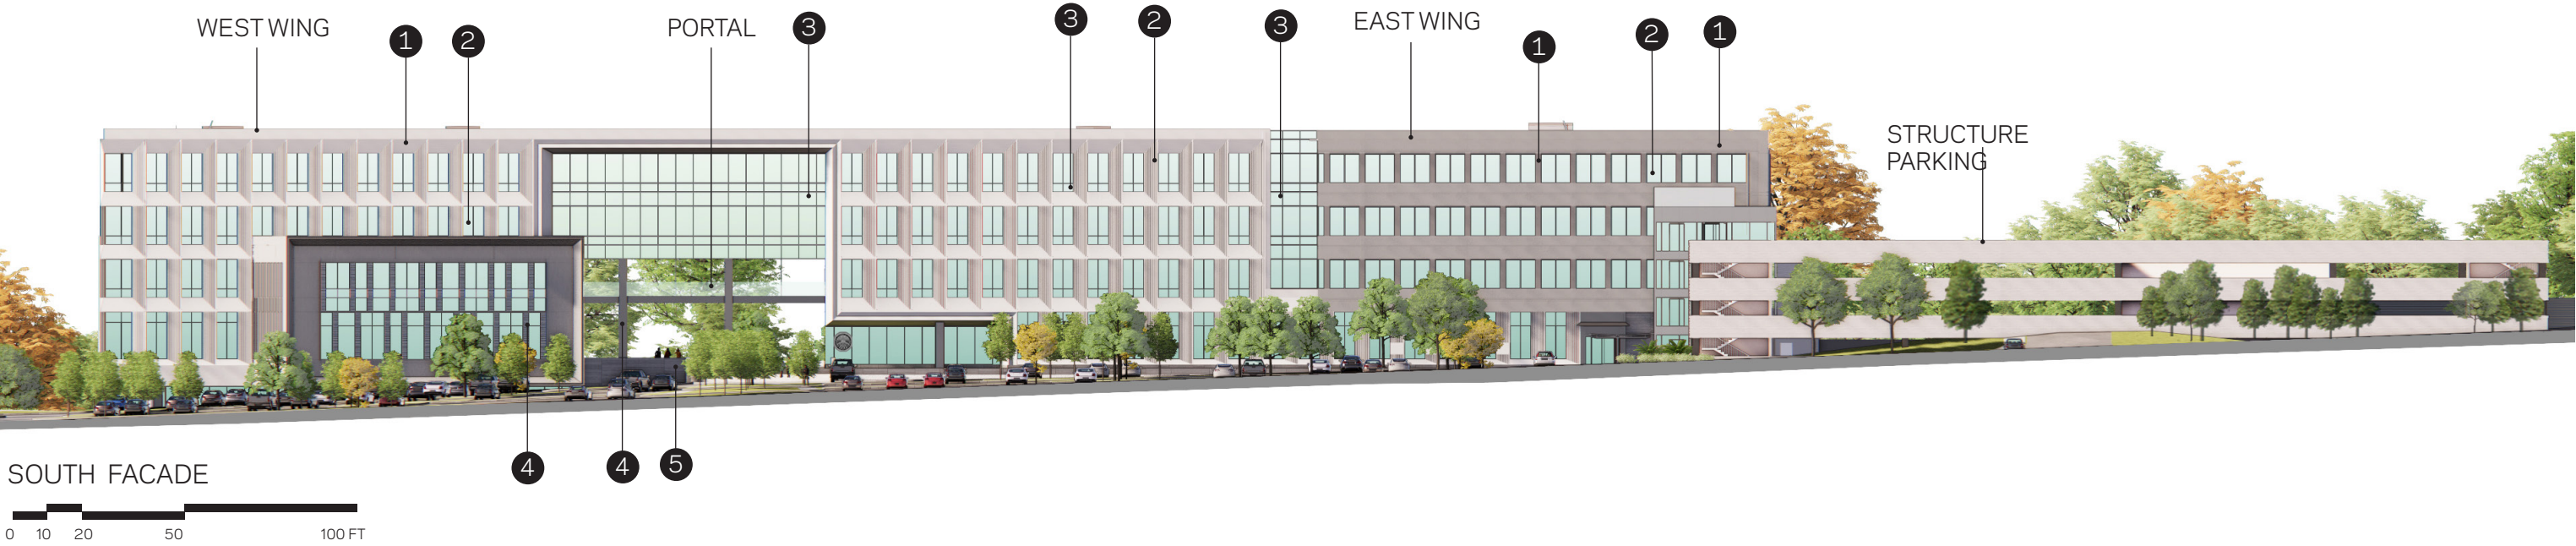 WEST WING
1
2
PORTAL
3
3
2
3
EAST WING
1
2
1
STRUCTURE
PARKING
4
4
5
SOUTH FACADE
0 10 20 50 100 FT